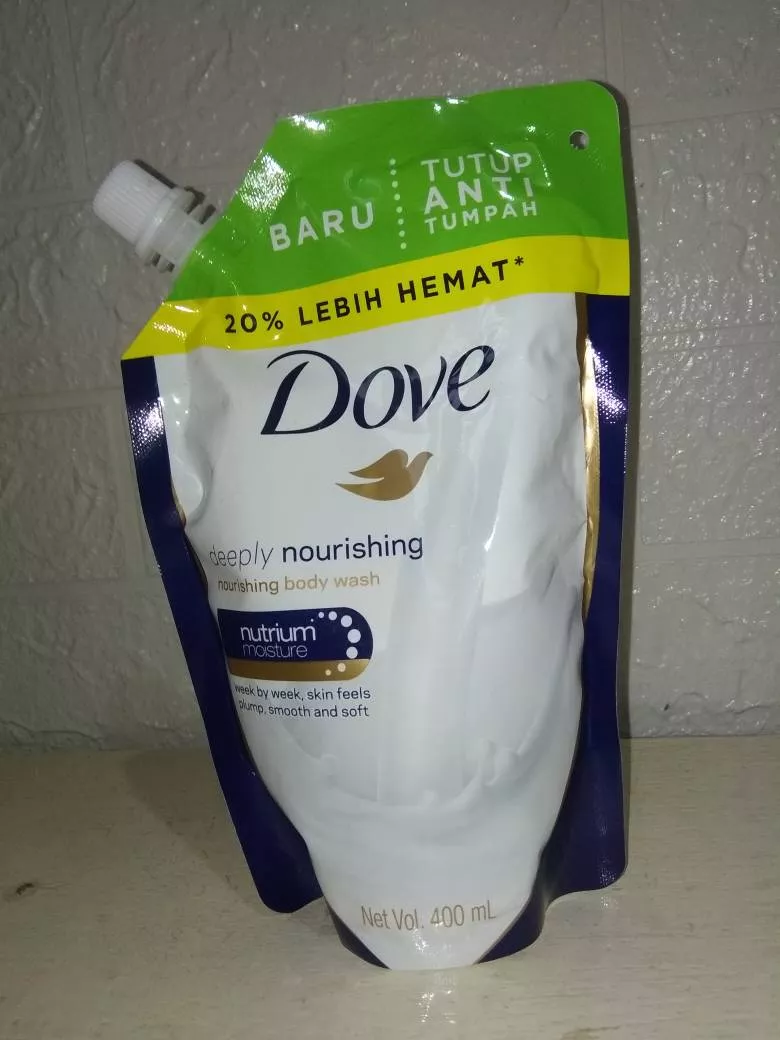 BARU
TUTUP
ANTI
TUMPAH
20% LEBIH HEMAT*
Dove
deeply nourishing
nourishing body wash
nutrium
moisture
week by week, skin feels
plump, smooth and soft
Net Vol. 400 mL